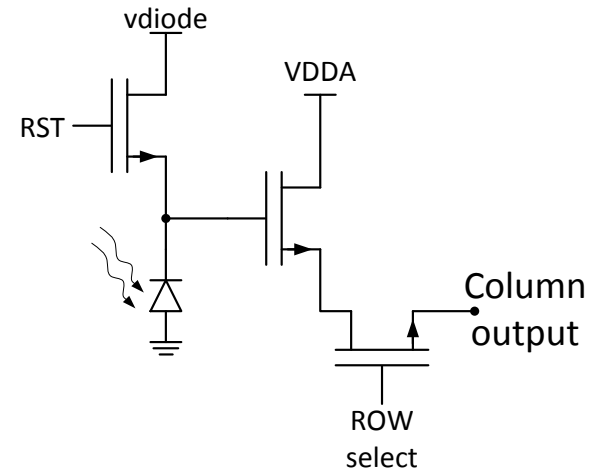 vdiode
VDDA
RST
Column
output
ROW
select